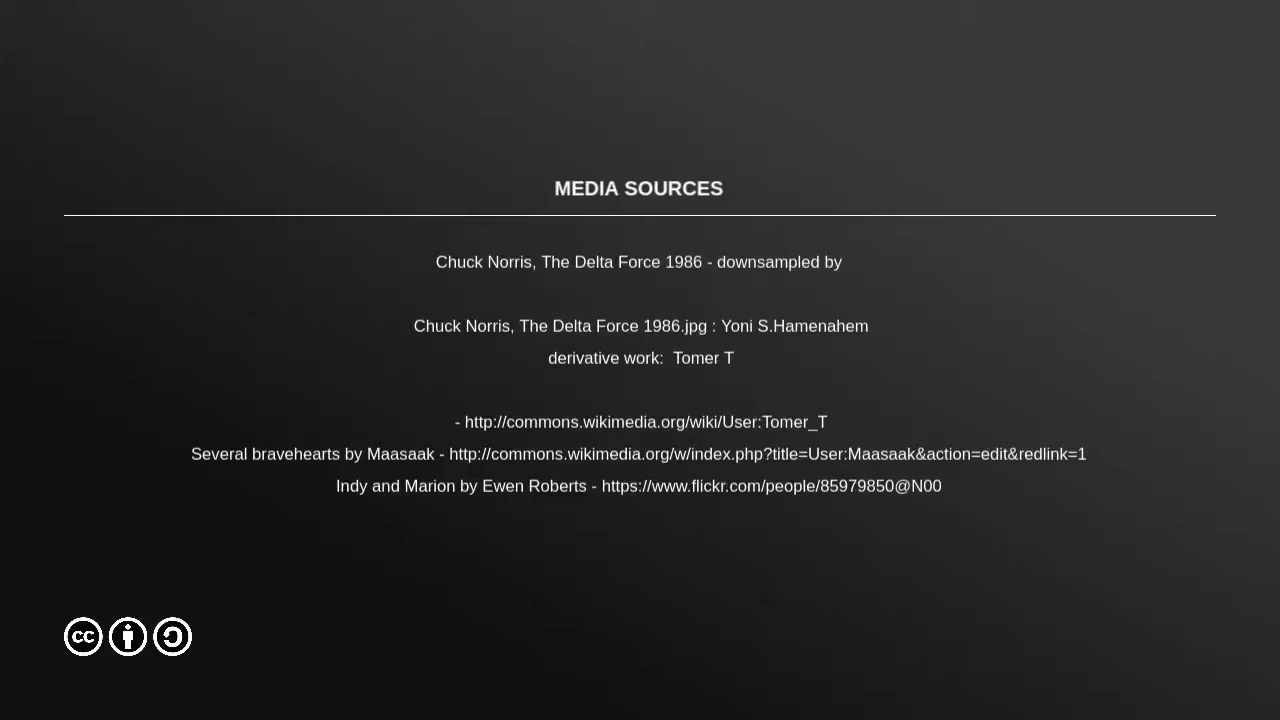 MEDIA SOURCES
Chuck Norris, The Delta Force 1986 - downsampled by
Chuck Norris, The Delta Force 1986.jpg : Yoni S.Hamenahem
derivative work:  Tomer T
- http://commons.wikimedia.org/wiki/User:Tomer_T
Several bravehearts by Maasaak - http://commons.wikimedia.org/w/index.php?title=User:Maasaak&action=edit&redlink=1
Indy and Marion by Ewen Roberts - https://www.flickr.com/people/85979850@N00
cc